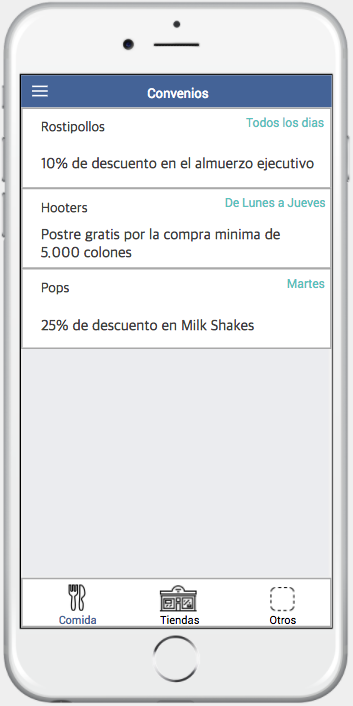 Convenios
Rostipollos
Todos los dias
10% de descuento en el almuerzo ejecutivo
Hooters
De Lunes a Jueves
Postre gratis por la compra minima de
5.000 colones
Pops
Martes
25% de descuento en Milk Shakes
Comida
Tiendas
Otros